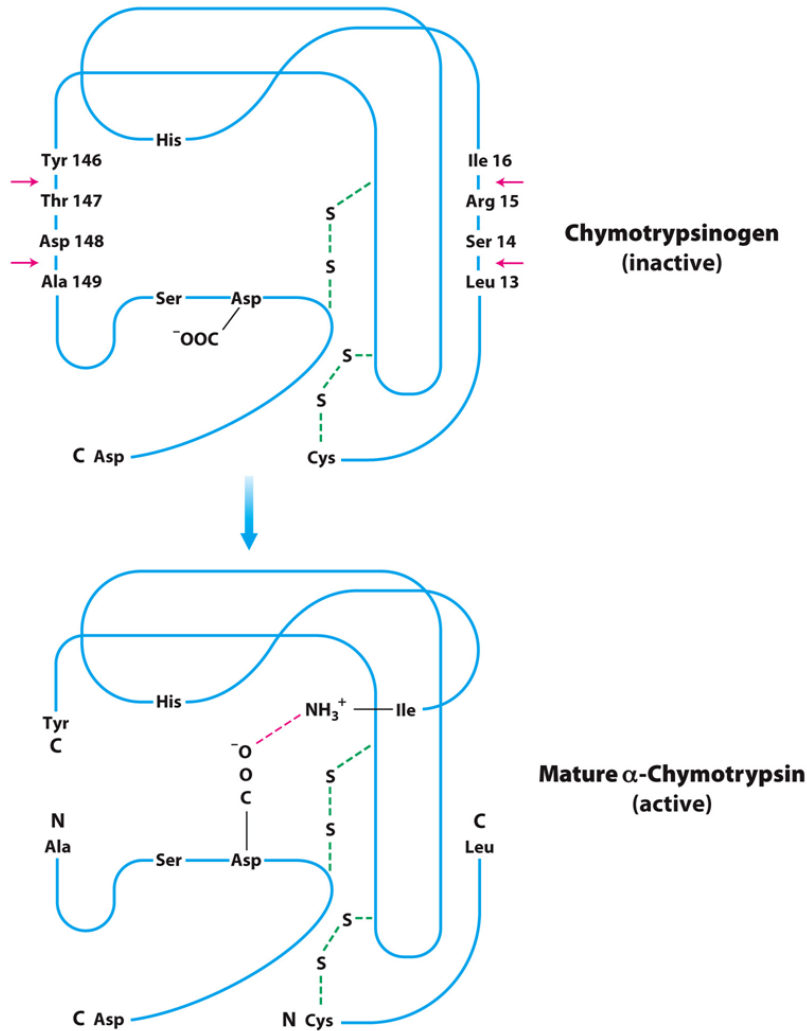 His
Tyr 146
Thr 147
Asp 148
Ala 149
Ile 16
Arg 15
Ser 14
Leu 13
S
S
Ser
Asp
⁻OOC
S
S
C Asp
Cys
Chymotrypsinogen
(inactive)
His
NH₃⁺
Ile
Tyr
C
⁻O
O
C
S
S
N
Ala
Ser
Asp
C
Leu
S
S
C Asp
N Cys
Mature α-Chymotrypsin
(active)